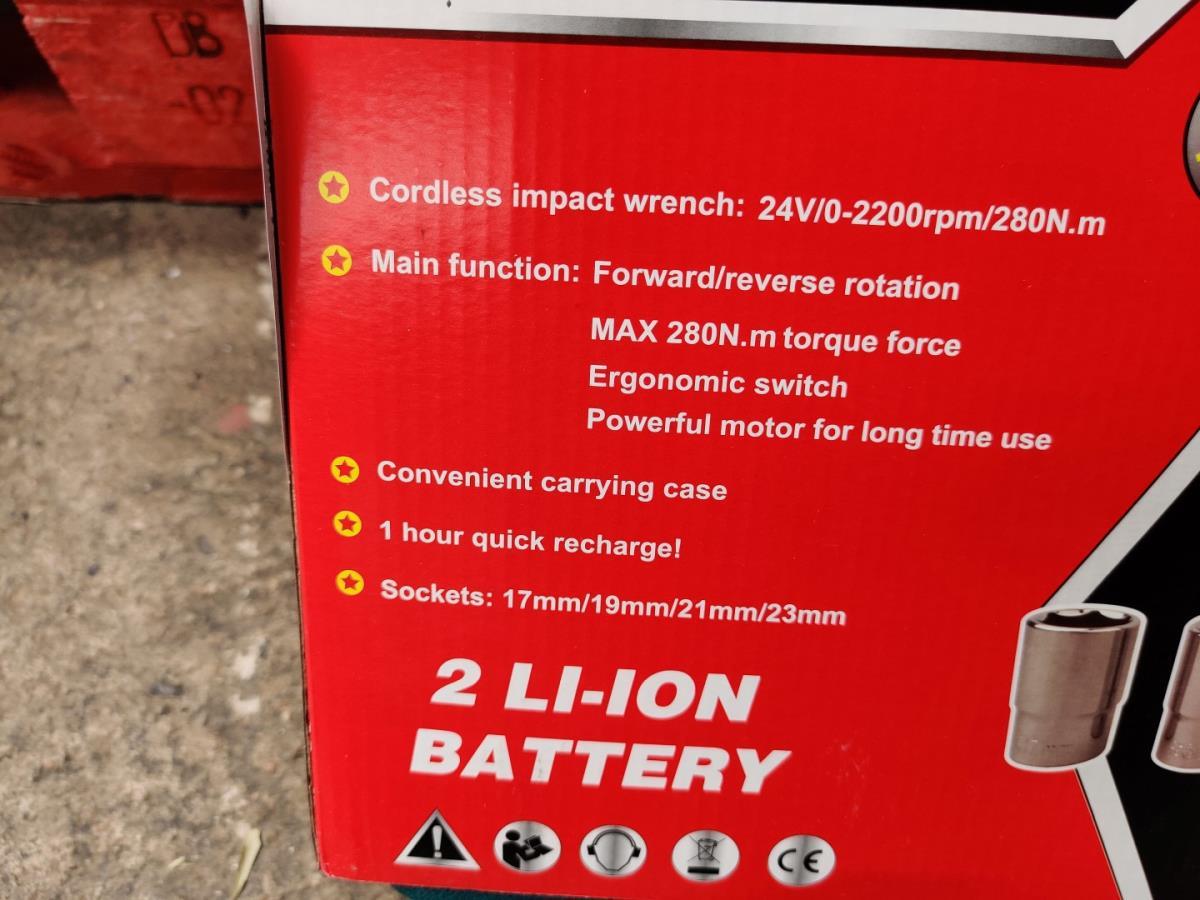 DB
-02
Cordless impact wrench: 24V/0-2200rpm/280N.m
Main function: Forward/reverse rotation
MAX 280N.m torque force
Ergonomic switch
Powerful motor for long time use
Convenient carrying case
1 hour quick recharge!
Sockets: 17mm/19mm/21mm/23mm
2 LI-ION
BATTERY
CE